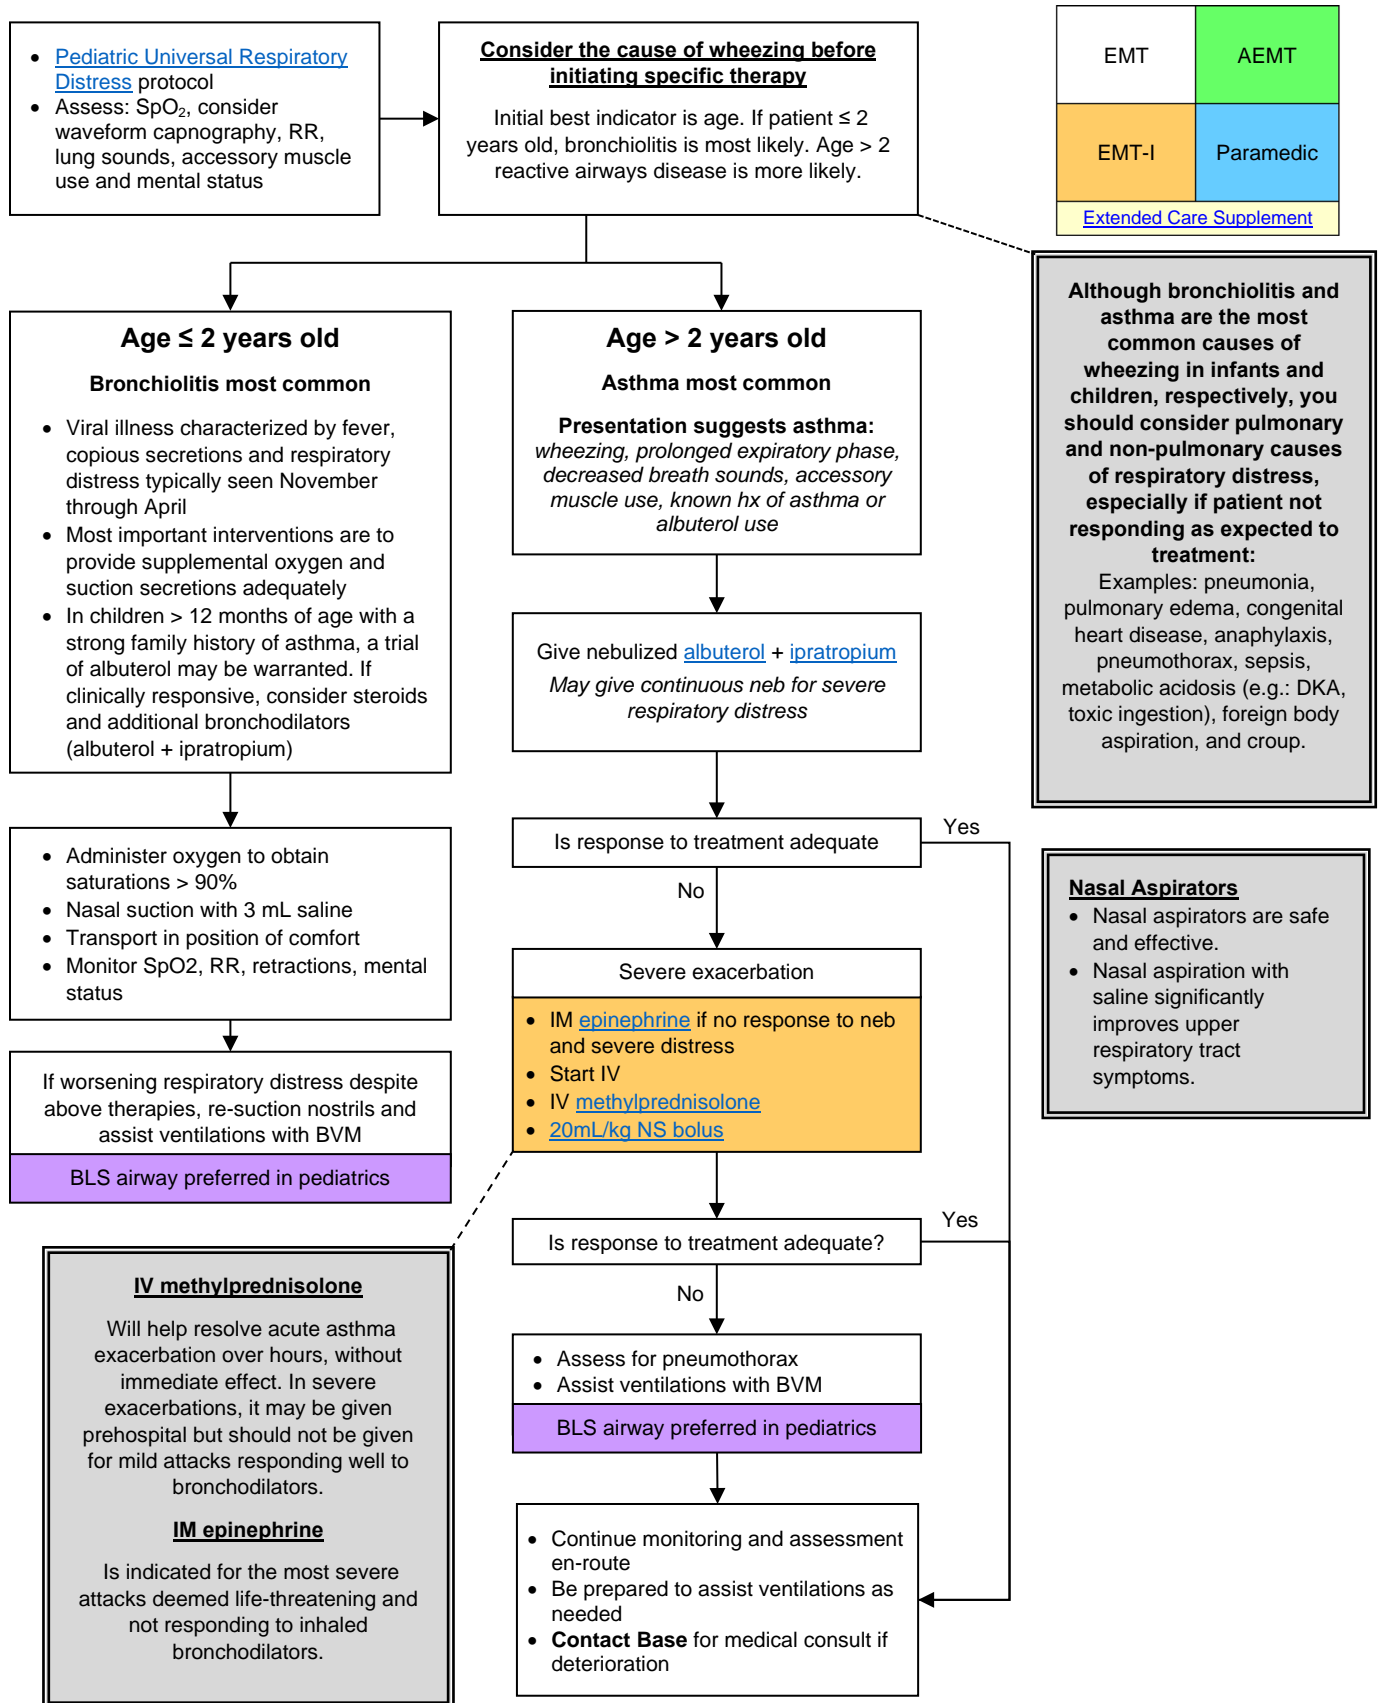 • Pediatric Universal Respiratory
Distress protocol
• Assess: SpO₂, consider
waveform capnography, RR,
lung sounds, accessory muscle
use and mental status
Consider the cause of wheezing before
initiating specific therapy
Initial best indicator is age. If patient ≤ 2
years old, bronchiolitis is most likely. Age > 2
reactive airways disease is more likely.
EMT
AEMT
EMT-I
Paramedic
Extended Care Supplement
Age ≤ 2 years old
Bronchiolitis most common
• Viral illness characterized by fever,
copious secretions and respiratory
distress typically seen November
through April
• Most important interventions are to
provide supplemental oxygen and
suction secretions adequately
• In children > 12 months of age with a
strong family history of asthma, a trial
of albuterol may be warranted. If
clinically responsive, consider steroids
and additional bronchodilators
(albuterol + ipratropium)
• Administer oxygen to obtain
saturations > 90%
• Nasal suction with 3 mL saline
• Transport in position of comfort
• Monitor SpO2, RR, retractions, mental
status
If worsening respiratory distress despite
above therapies, re-suction nostrils and
assist ventilations with BVM
BLS airway preferred in pediatrics
Age > 2 years old
Asthma most common
Presentation suggests asthma:
wheezing, prolonged expiratory phase,
decreased breath sounds, accessory
muscle use, known hx of asthma or
albuterol use
Give nebulized albuterol + ipratropium
May give continuous neb for severe
respiratory distress
Is response to treatment adequate
Yes
No
Severe exacerbation
• IM epinephrine if no response to neb
and severe distress
• Start IV
• IV methylprednisolone
• 20mL/kg NS bolus
Is response to treatment adequate?
Yes
No
• Assess for pneumothorax
• Assist ventilations with BVM
BLS airway preferred in pediatrics
• Continue monitoring and assessment
en-route
• Be prepared to assist ventilations as
needed
• Contact Base for medical consult if
deterioration
Although bronchiolitis and
asthma are the most
common causes of
wheezing in infants and
children, respectively, you
should consider pulmonary
and non-pulmonary causes
of respiratory distress,
especially if patient not
responding as expected to
treatment:
Examples: pneumonia,
pulmonary edema, congenital
heart disease, anaphylaxis,
pneumothorax, sepsis,
metabolic acidosis (e.g.: DKA,
toxic ingestion), foreign body
aspiration, and croup.
Nasal Aspirators
• Nasal aspirators are safe
and effective.
• Nasal aspiration with
saline significantly
improves upper
respiratory tract
symptoms.
IV methylprednisolone
Will help resolve acute asthma
exacerbation over hours, without
immediate effect. In severe
exacerbations, it may be given
prehospital but should not be given
for mild attacks responding well to
bronchodilators.
IM epinephrine
Is indicated for the most severe
attacks deemed life-threatening and
not responding to inhaled
bronchodilators.